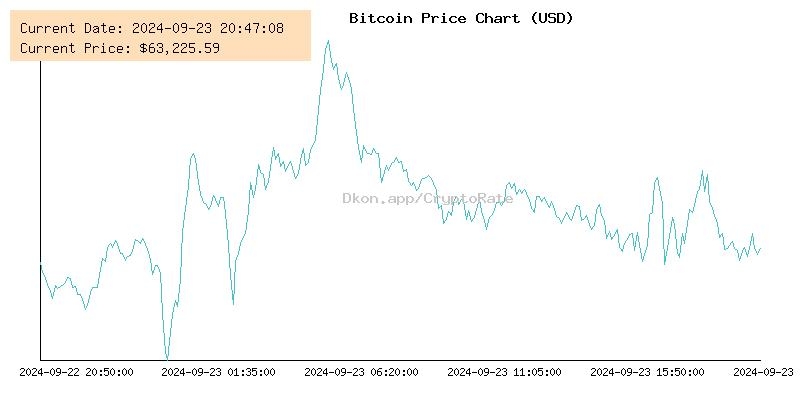 Bitcoin Price Chart (USD)
Current Date: 2024-09-23 20:47:08
Current Price: $63,225.59
Dkon.app/CryptoRate
2024-09-22 20:50:00 2024-09-23 01:35:00 2024-09-23 06:20:00 2024-09-23 11:05:00 2024-09-23 15:50:00 2024-09-23